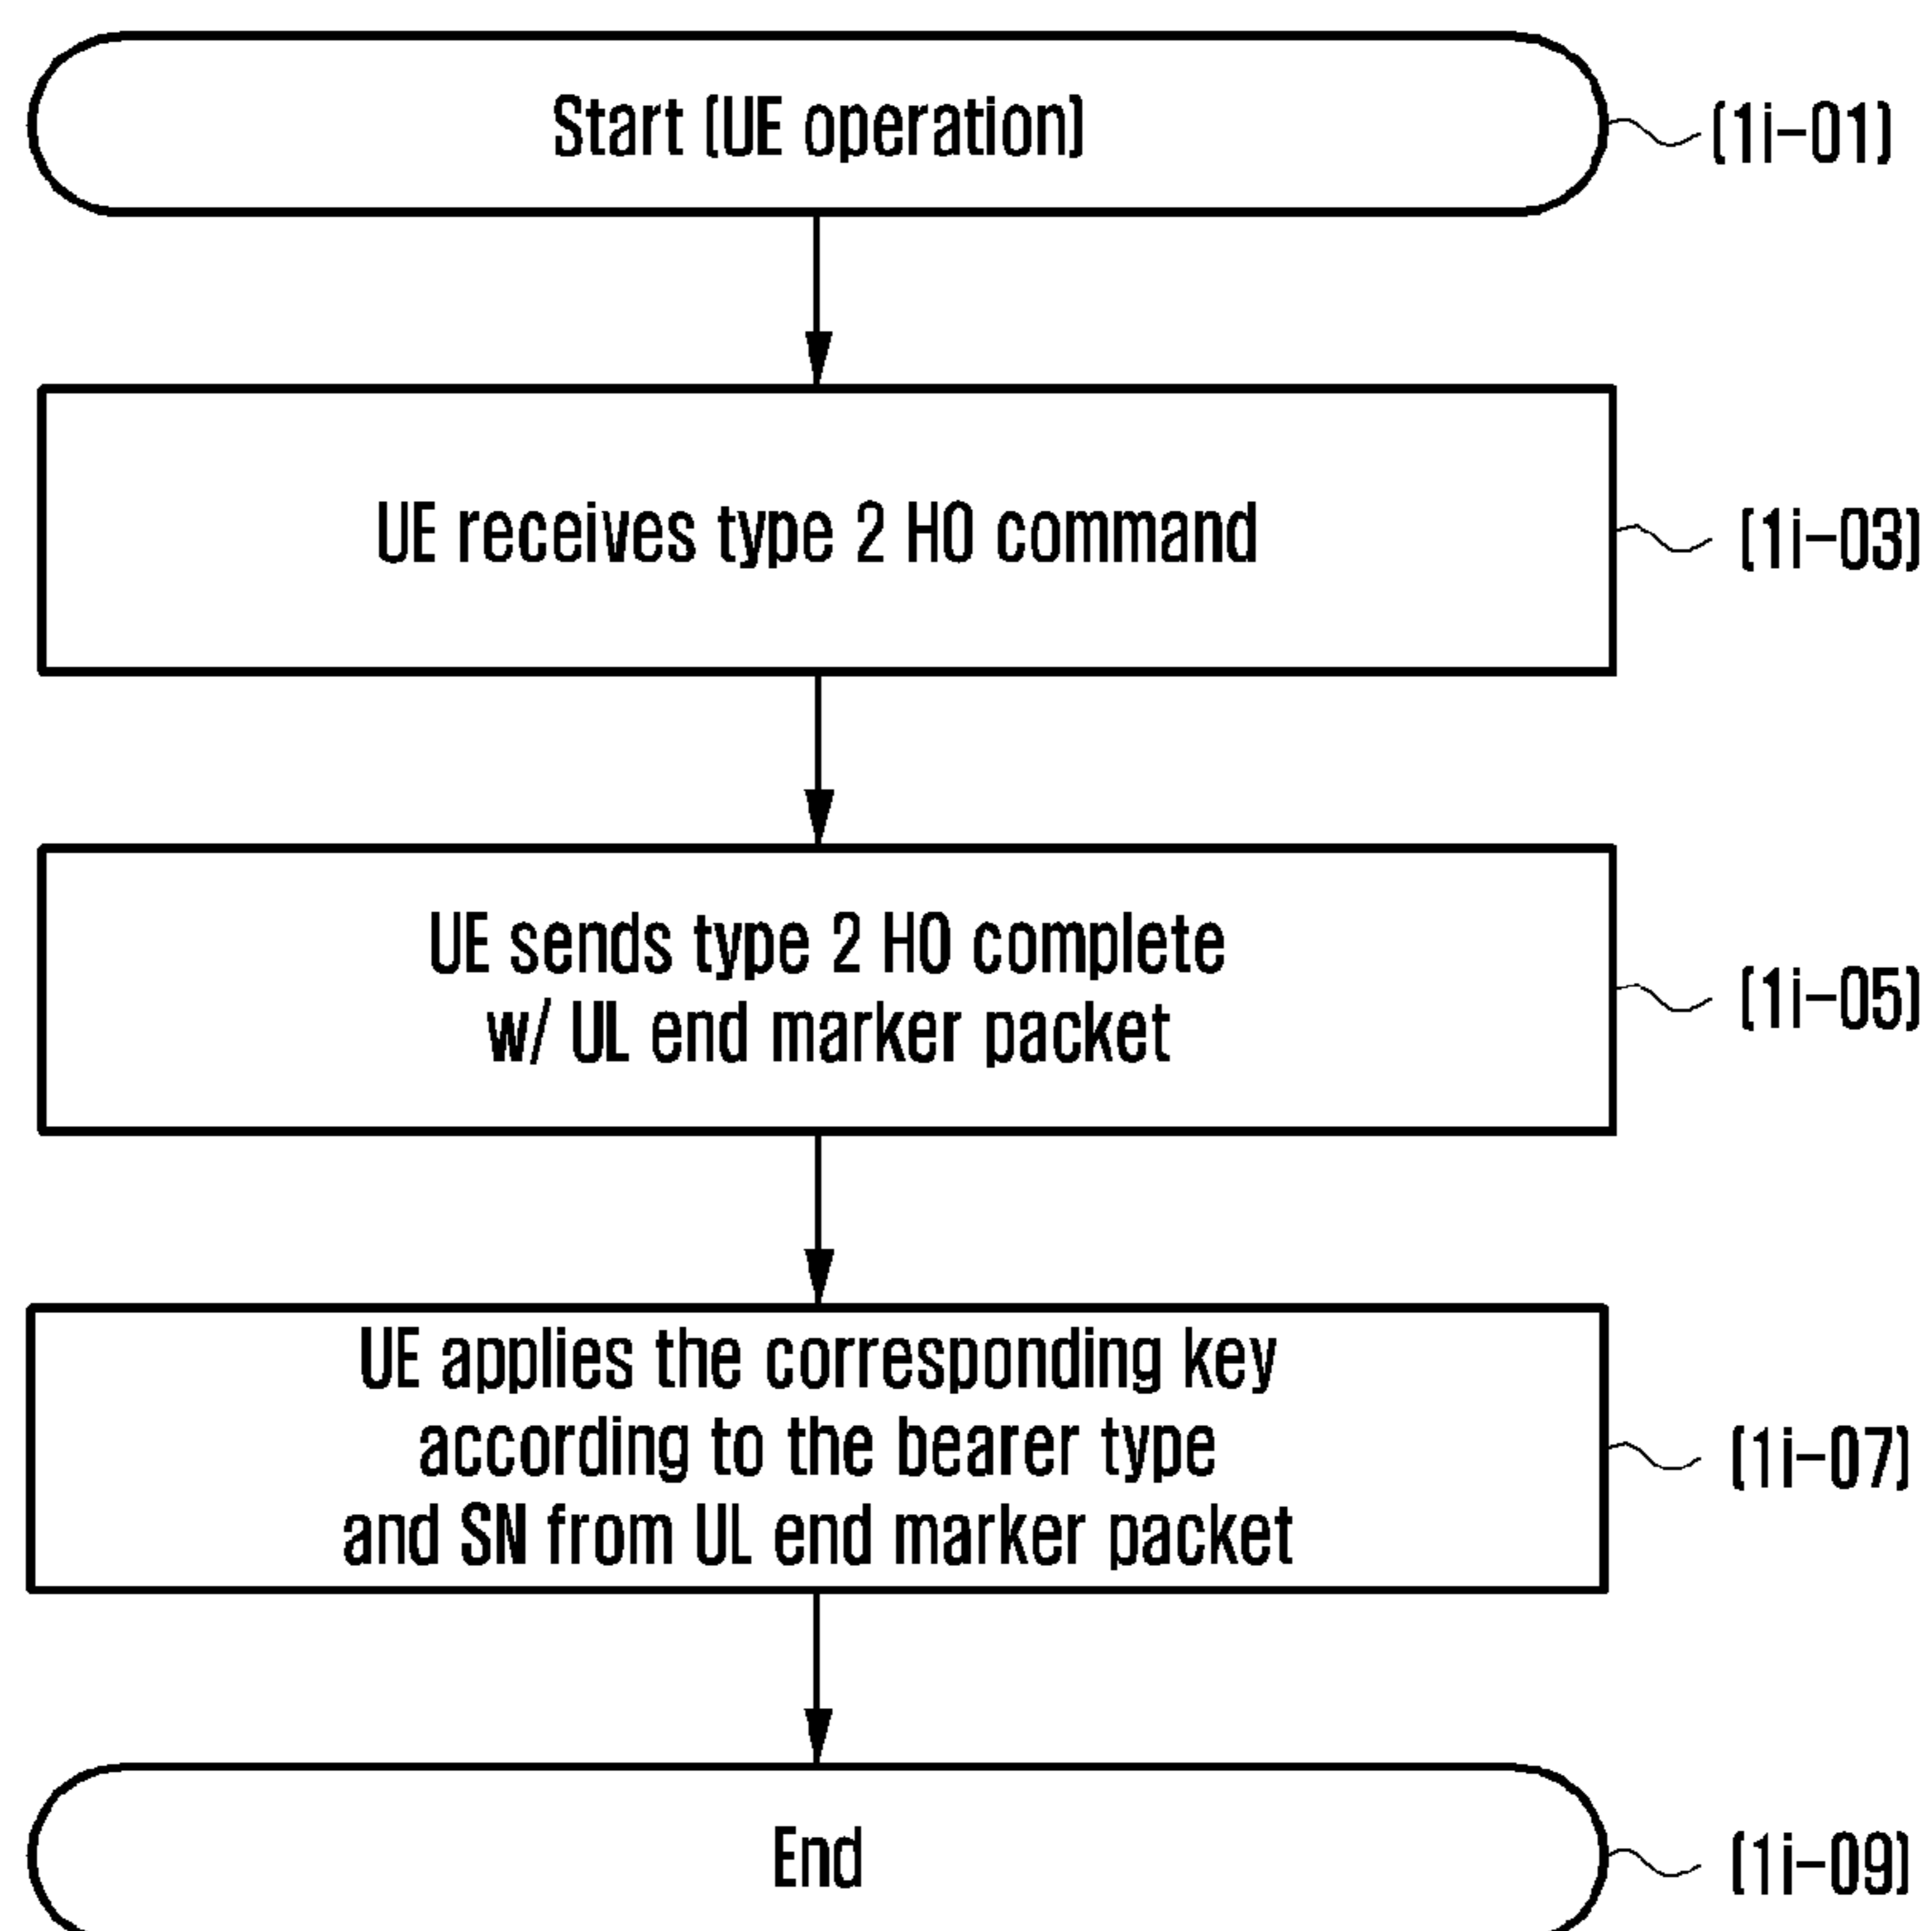 Start (UE operation)
(1i-01)
UE receives type 2 HO command
(1i-03)
UE sends type 2 HO complete
w/ UL end marker packet
(1i-05)
UE applies the corresponding key
according to the bearer type
and SN from UL end marker packet
(1i-07)
End
(1i-09)